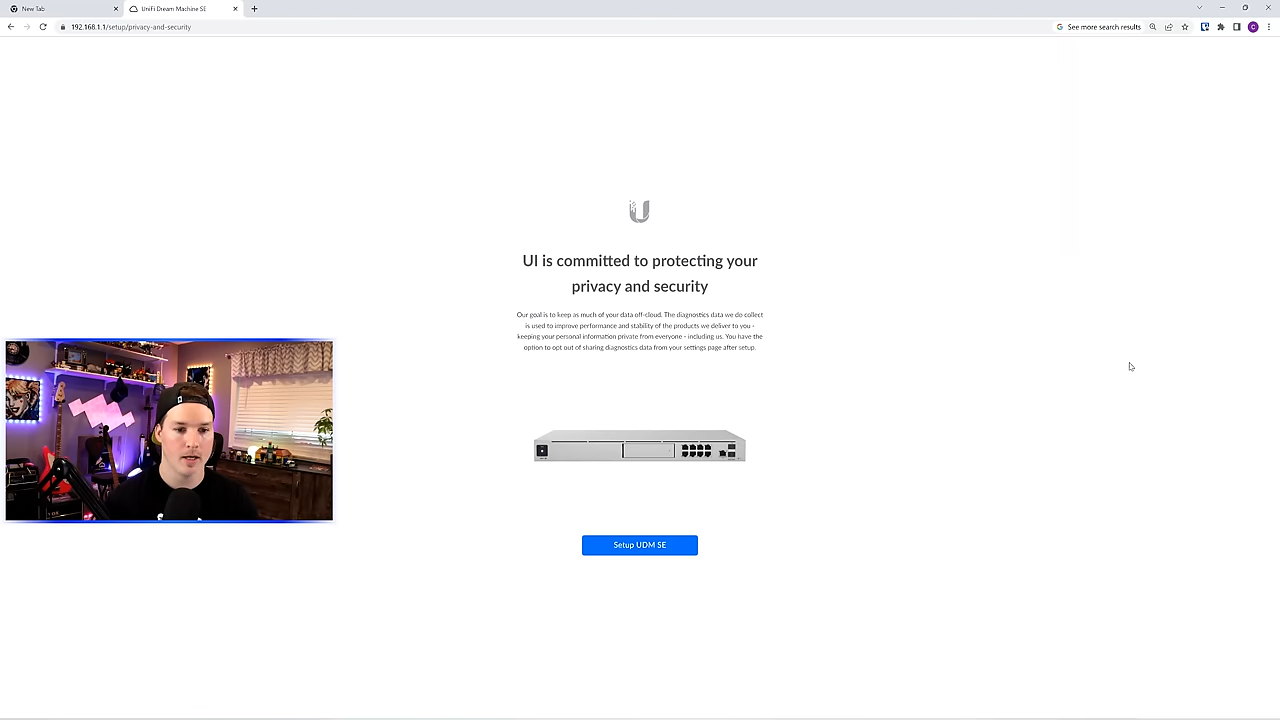 New Tab
UniFi Dream Machine SE
192.168.1.1/setup/privacy-and-security
See more search results
C
UI is committed to protecting your
privacy and security
Our goal is to keep as much of your data off-cloud. The diagnostics data we do collect
is used to improve performance and stability of the products we deliver to you -
keeping your personal information private from everyone - including us. You have the
option to opt out of sharing diagnostics data from your settings page after setup.
Setup UDM SE